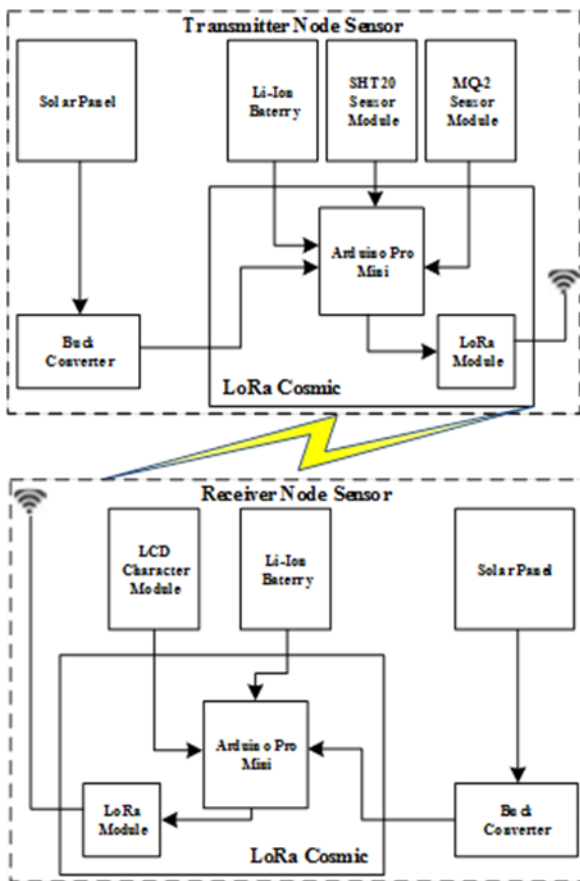 Transmitter Node Sensor
Solar Panel
Li-Ion
Baterry
SHT20
Sensor
Module
MQ-2
Sensor
Module
Arduino Pro
Mini
Buck
Converter
LoRa
Module
LoRa Cosmic
Receiver Node Sensor
LCD
Character
Module
Li-Ion
Baterry
Solar Panel
Arduino Pro
Mini
LoRa
Module
Buck
Converter
LoRa Cosmic